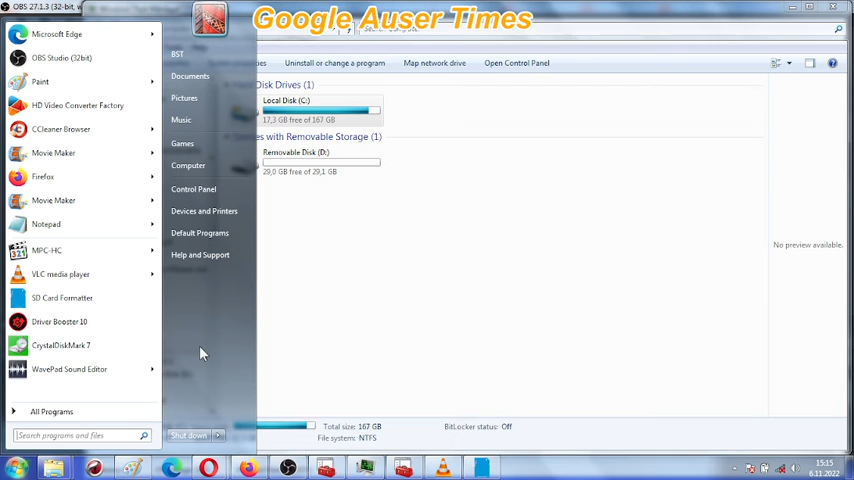 OBS 27.1.3 (32-bit, w
Google Auser Times
Microsoft Edge
OBS Studio (32bit)
Paint
HD Video Converter Factory
CCleaner Browser
Movie Maker
Firefox
Movie Maker
Notepad
MPC-HC
VLC media player
SD Card Formatter
Driver Booster 10
CrystalDiskMark 7
WavePad Sound Editor
All Programs
Search programs and files
BST
Documents
Pictures
Music
Games
Computer
Control Panel
Devices and Printers
Default Programs
Help and Support
Shut down
properties Uninstall or change a program Map network drive Open Control Panel
Disk Drives (1)
Local Disk (C:)
17,3 GB free of 167 GB
with Removable Storage (1)
Removable Disk (D:)
29,0 GB free of 29,1 GB
No preview available.
Total size: 167 GB BitLocker status: Off
File system: NTFS
15:15
6.11.2022